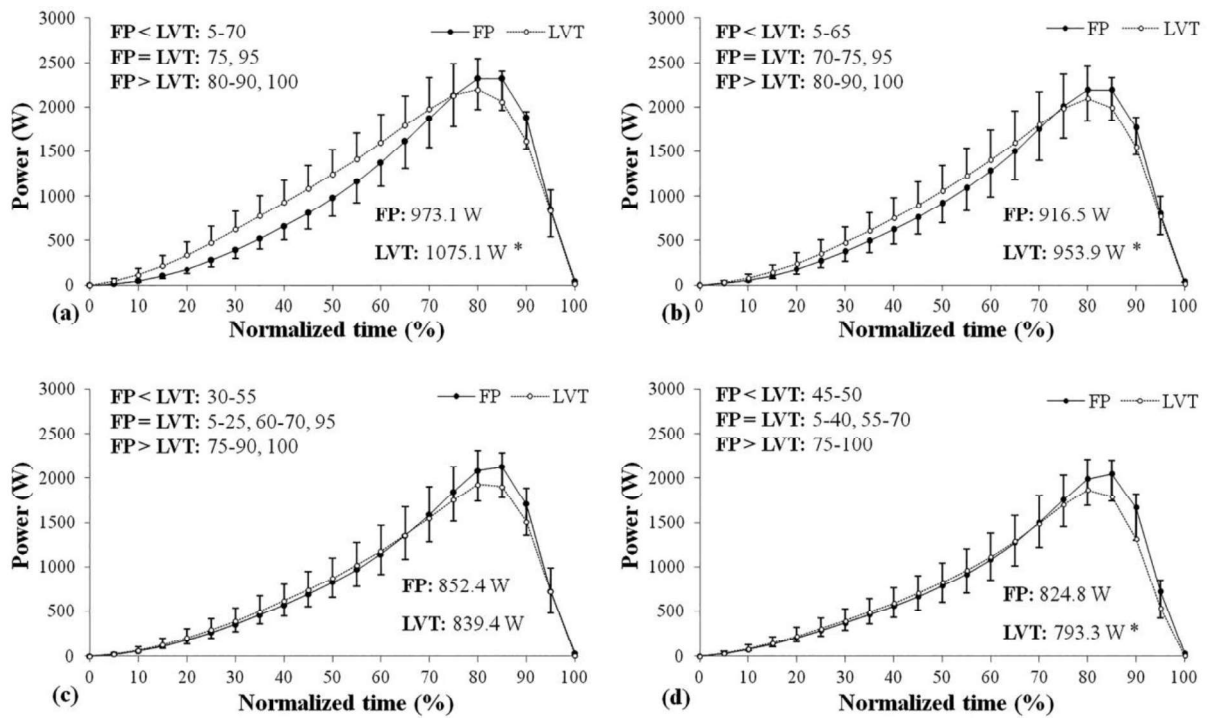 FP < LVT: 5-70
FP = LVT: 75, 95
FP > LVT: 80-90, 100
FP LVT
3000
2500
2000
1500
1000
500
0
Power (W)
FP: 973.1 W
LVT: 1075.1 W *
0 10 20 30 40 50 60 70 80 90 100
(a) Normalized time (%)
FP < LVT: 5-65
FP = LVT: 70-75, 95
FP > LVT: 80-90, 100
FP LVT
3000
2500
2000
1500
1000
500
0
Power (W)
FP: 916.5 W
LVT: 953.9 W *
0 10 20 30 40 50 60 70 80 90 100
(b) Normalized time (%)
FP < LVT: 30-55
FP = LVT: 5-25, 60-70, 95
FP > LVT: 75-90, 100
FP LVT
3000
2500
2000
1500
1000
500
0
Power (W)
FP: 852.4 W
LVT: 839.4 W
0 10 20 30 40 50 60 70 80 90 100
(c) Normalized time (%)
FP < LVT: 45-50
FP = LVT: 5-40, 55-70
FP > LVT: 75-100
FP LVT
3000
2500
2000
1500
1000
500
0
Power (W)
FP: 824.8 W
LVT: 793.3 W *
0 10 20 30 40 50 60 70 80 90 100
(d) Normalized time (%)